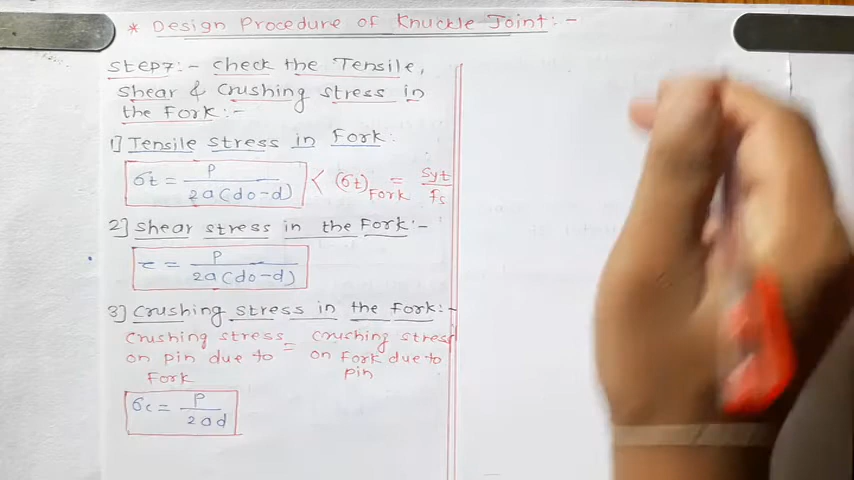 * Design Procedure of Knuckle Joint:-
Step7:- Check the Tensile,
Shear & Crushing stress in
the Fork:-
1] Tensile stress in Fork:
σt = P / 2a(do-d) < (σt)Fork = Syt / fs
2] Shear stress in the Fork:-
τ = P / 2a(do-d)
3] Crushing stress in the Fork:-
Crushing stress on pin due to Fork = Crushing stress on Fork due to pin
σc = P / 2ad